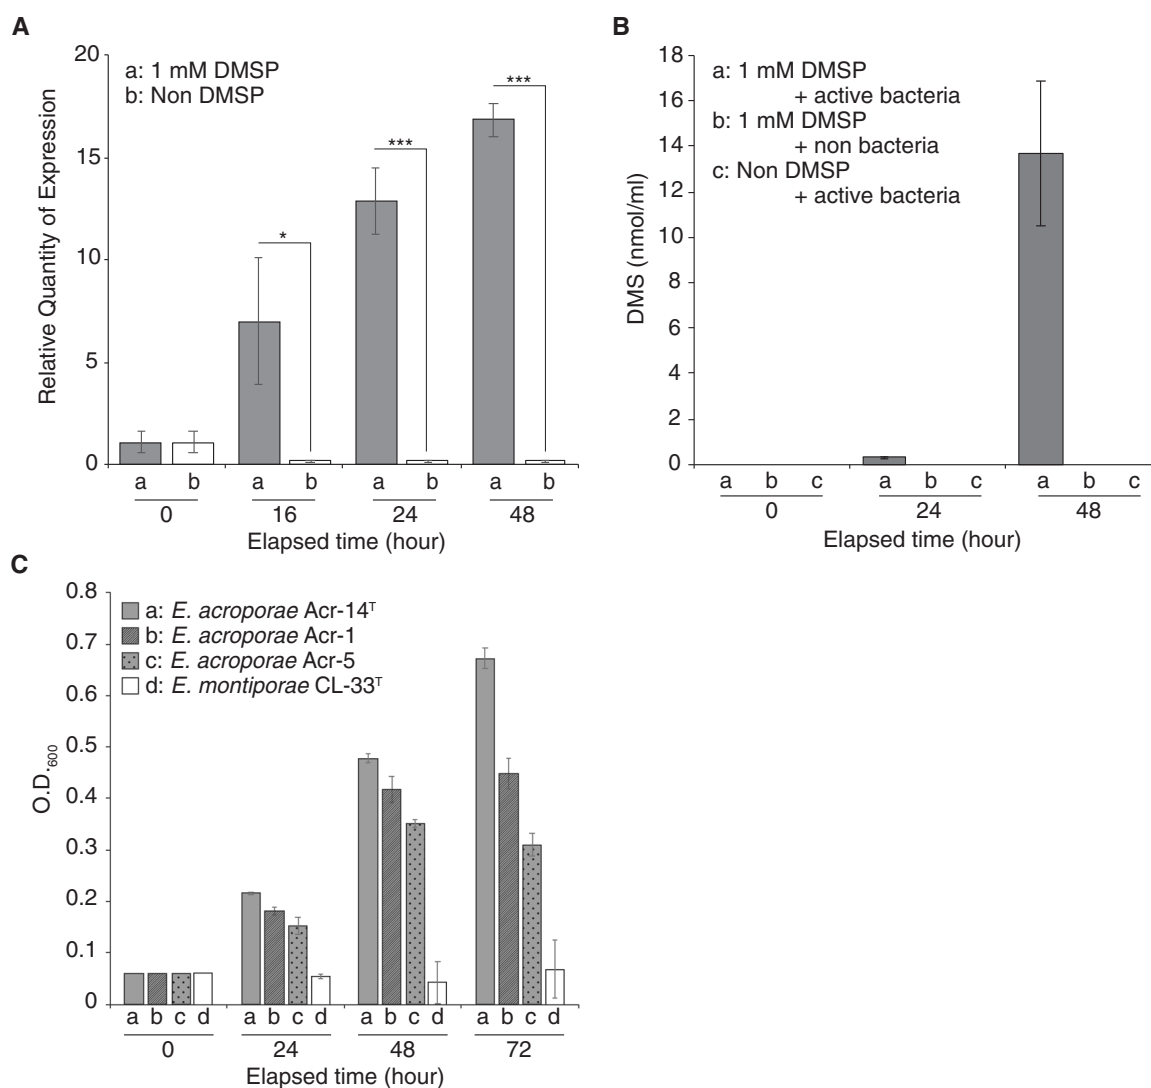 A
20
15
10
5
0
Relative Quantity of Expression
a: 1 mM DMSP
b: Non DMSP
*
***
***
a b a b a b a b
0 16 24 48
Elapsed time (hour)
B
18
16
14
12
10
8
6
4
2
0
DMS (nmol/ml)
a: 1 mM DMSP
+ active bacteria
b: 1 mM DMSP
+ non bacteria
c: Non DMSP
+ active bacteria
a b c a b c a b c
0 24 48
Elapsed time (hour)
C
0.8
0.7
0.6
0.5
0.4
0.3
0.2
0.1
0
O.D.600
a: E. acroporae Acr-14T
b: E. acroporae Acr-1
c: E. acroporae Acr-5
d: E. montiporae CL-33T
a b c d a b c d a b c d a b c d
0 24 48 72
Elapsed time (hour)